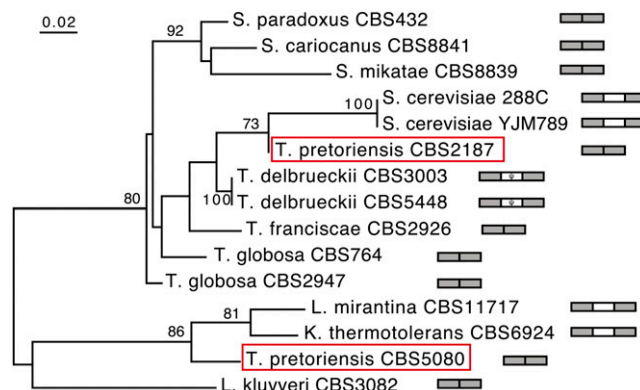 0.02
92
S. paradoxus CBS432
S. cariocanus CBS8841
S. mikatae CBS8839
100
S. cerevisiae 288C
S. cerevisiae YJM789
73
T. pretoriensis CBS2187
T. delbrueckii CBS3003
100
T. delbrueckii CBS5448
80
T. franciscae CBS2926
T. globosa CBS764
T. globosa CBS2947
81
L. mirantina CBS11717
86
K. thermotolerans CBS6924
T. pretoriensis CBS5080
L. kluyveri CBS3082